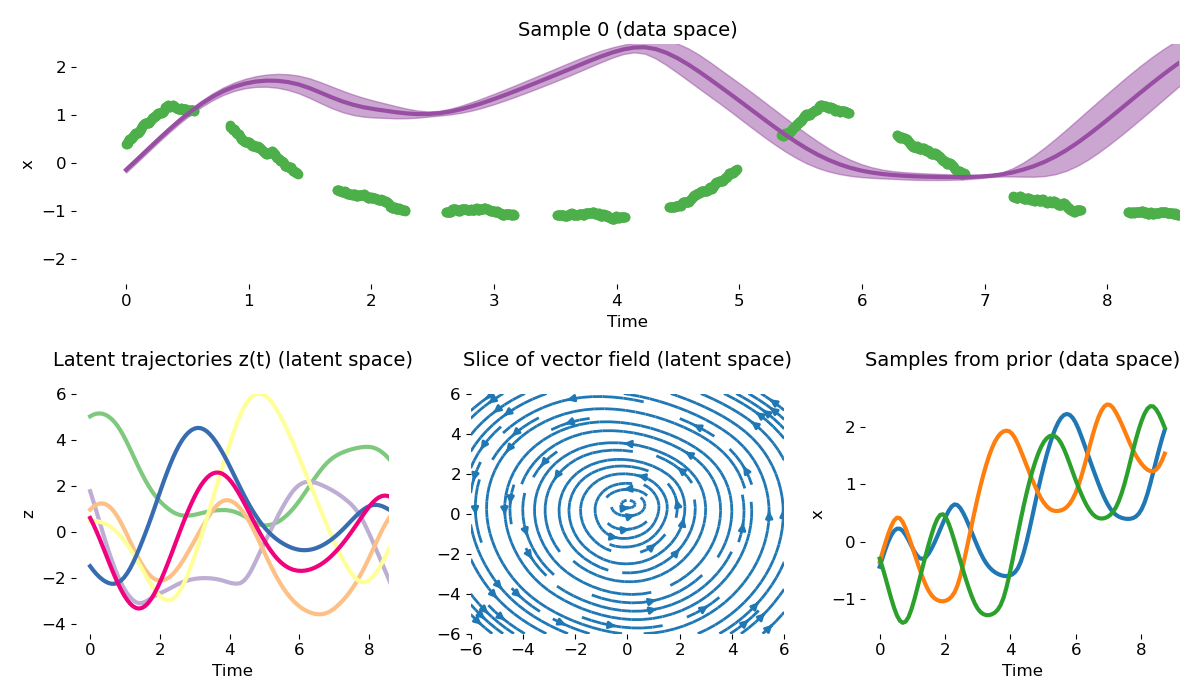 Sample 0 (data space)
x
2
1
0
−1
−2
0 1 2 3 4 5 6 7 8
Time
Latent trajectories z(t) (latent space)
z
6
4
2
0
−2
−4
0 2 4 6 8
Time
Slice of vector field (latent space)
6
4
2
0
−2
−4
−6
−6 −4 −2 0 2 4 6
Samples from prior (data space)
x
2
1
0
−1
0 2 4 6 8
Time